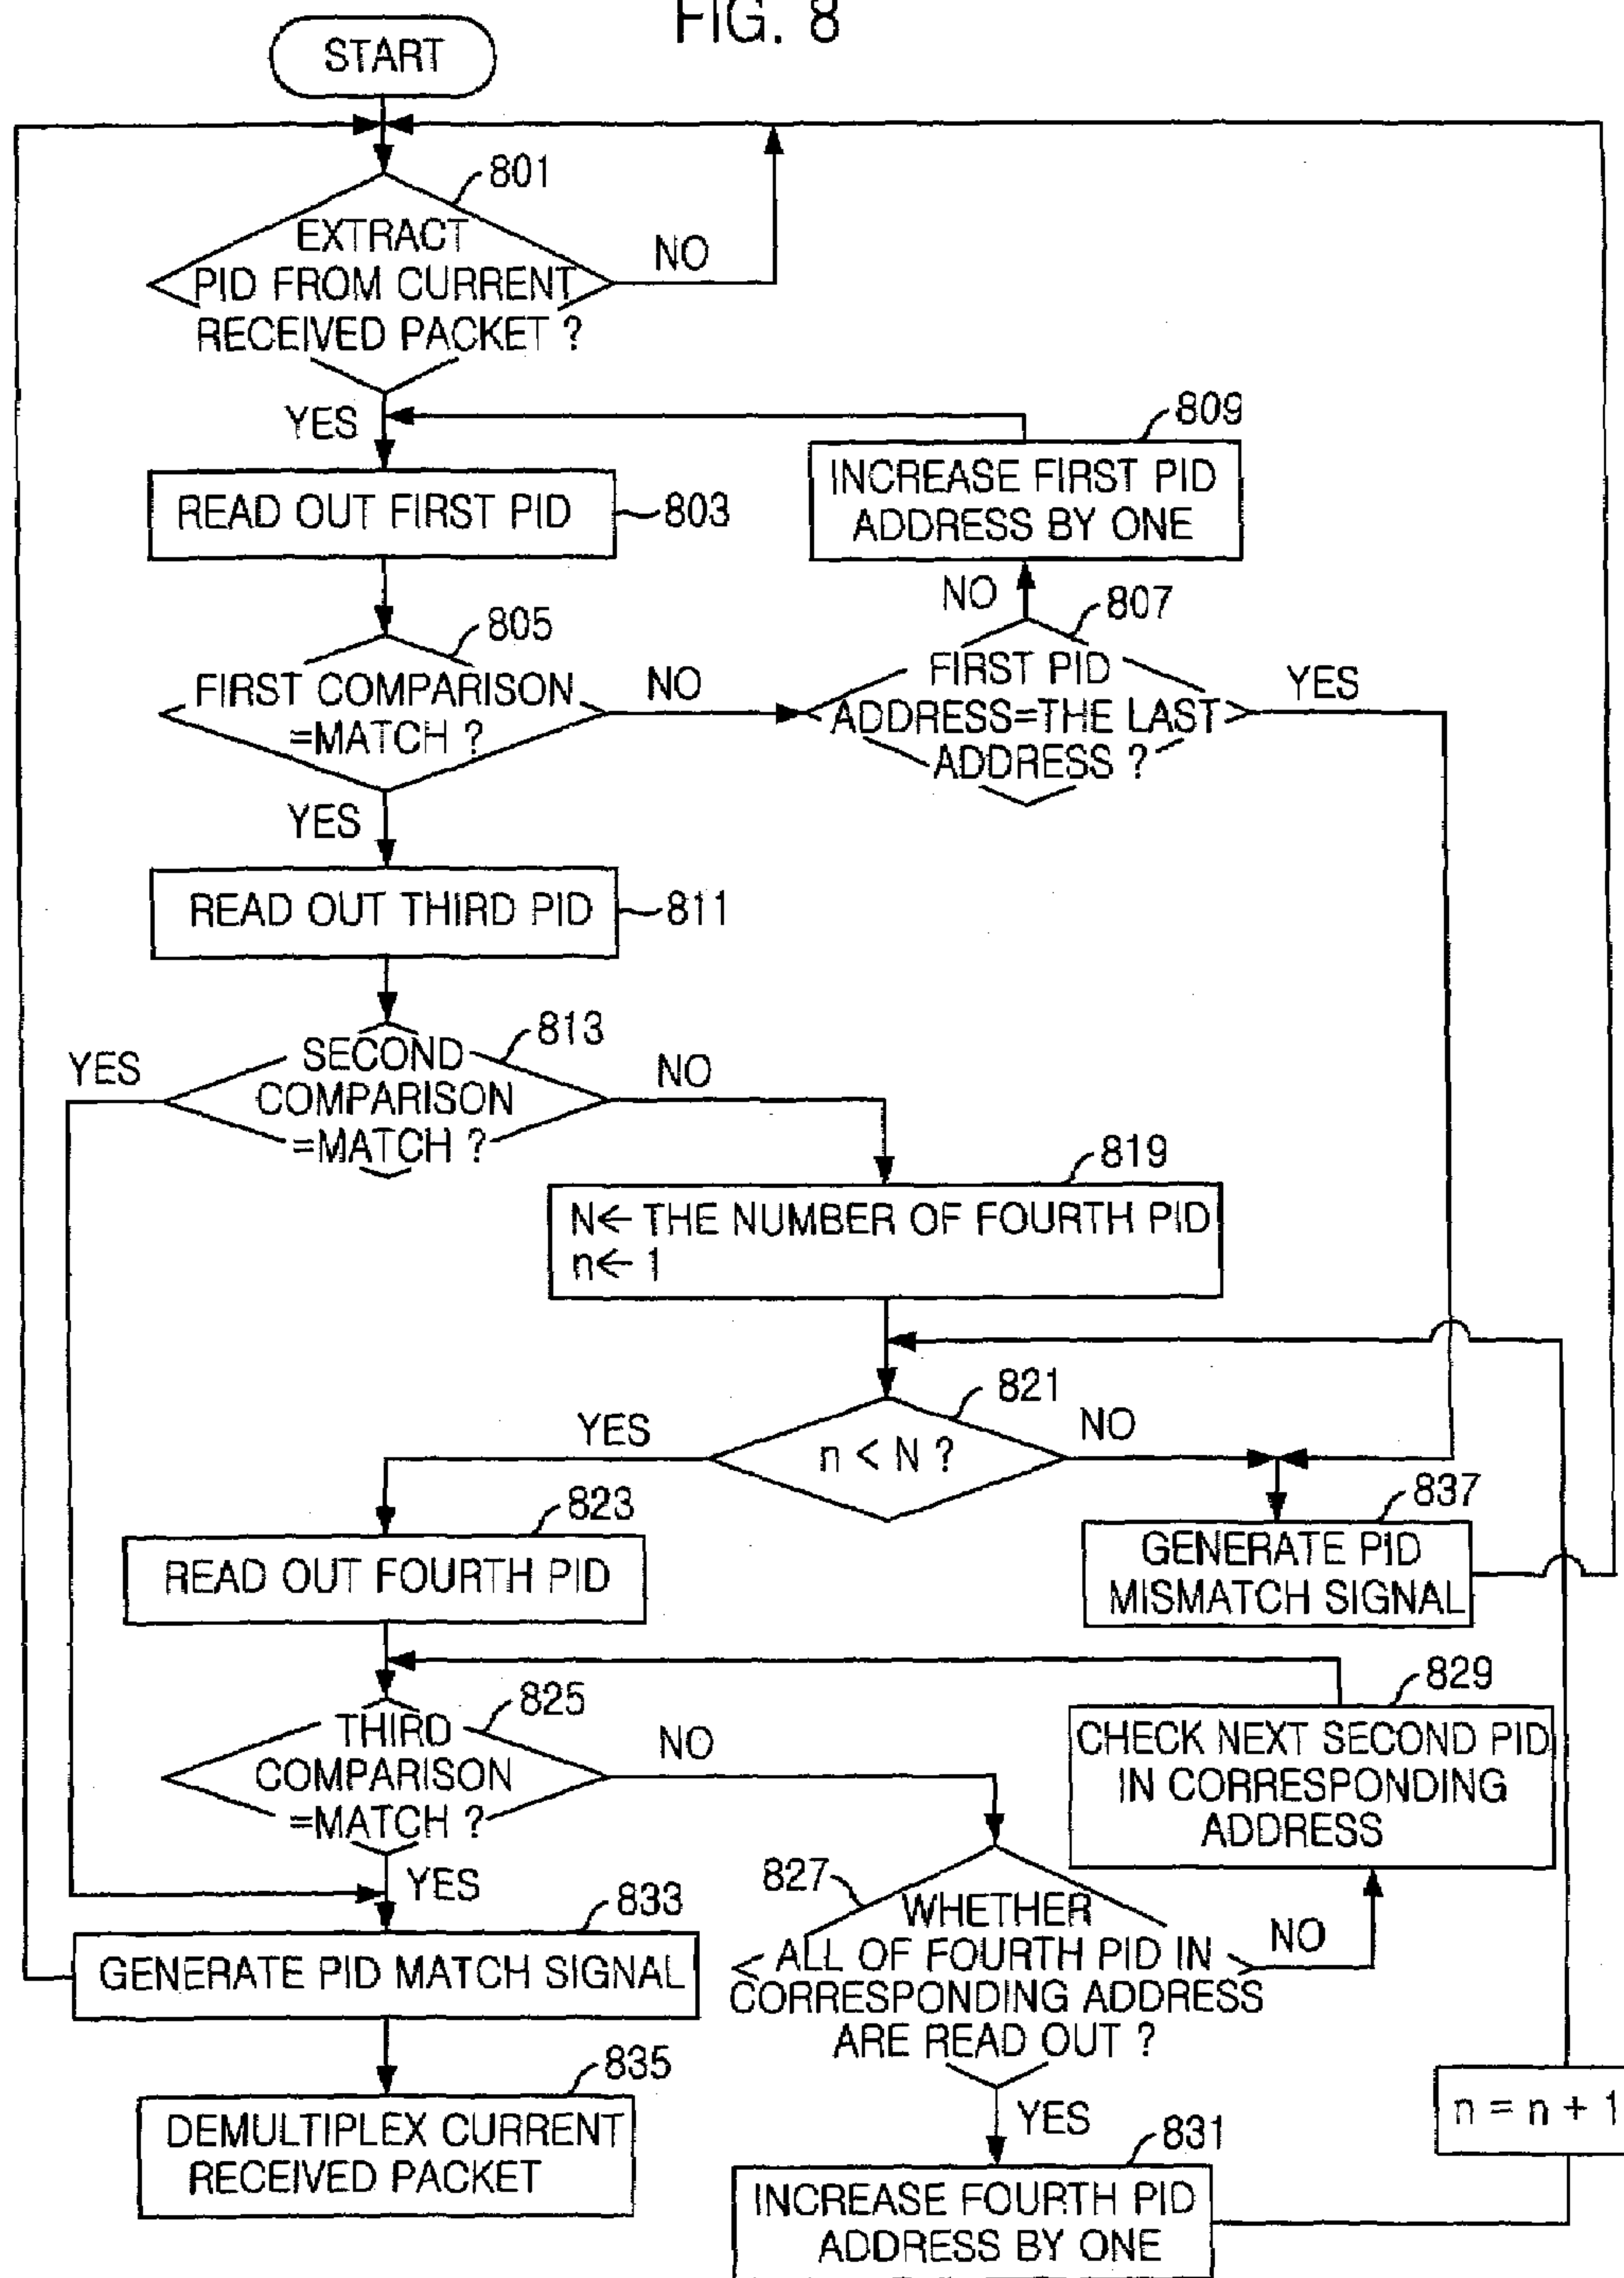 FIG. 8
START
801
EXTRACT
PID FROM CURRENT
RECEIVED PACKET ?
NO
YES
809
INCREASE FIRST PID
ADDRESS BY ONE
READ OUT FIRST PID
803
NO
807
805
FIRST COMPARISON
=MATCH ?
NO
FIRST PID
ADDRESS=THE LAST
ADDRESS ?
YES
YES
READ OUT THIRD PID
811
813
YES
SECOND
COMPARISON
=MATCH ?
NO
819
N← THE NUMBER OF FOURTH PID
n← 1
821
YES
n < N ?
NO
823
837
READ OUT FOURTH PID
GENERATE PID
MISMATCH SIGNAL
829
825
THIRD
COMPARISON
=MATCH ?
NO
CHECK NEXT SECOND PID
IN CORRESPONDING
ADDRESS
YES
827
WHETHER
ALL OF FOURTH PID IN
CORRESPONDING ADDRESS
ARE READ OUT ?
NO
833
GENERATE PID MATCH SIGNAL
835
DEMULTIPLEX CURRENT
RECEIVED PACKET
YES
831
n = n + 1
INCREASE FOURTH PID
ADDRESS BY ONE